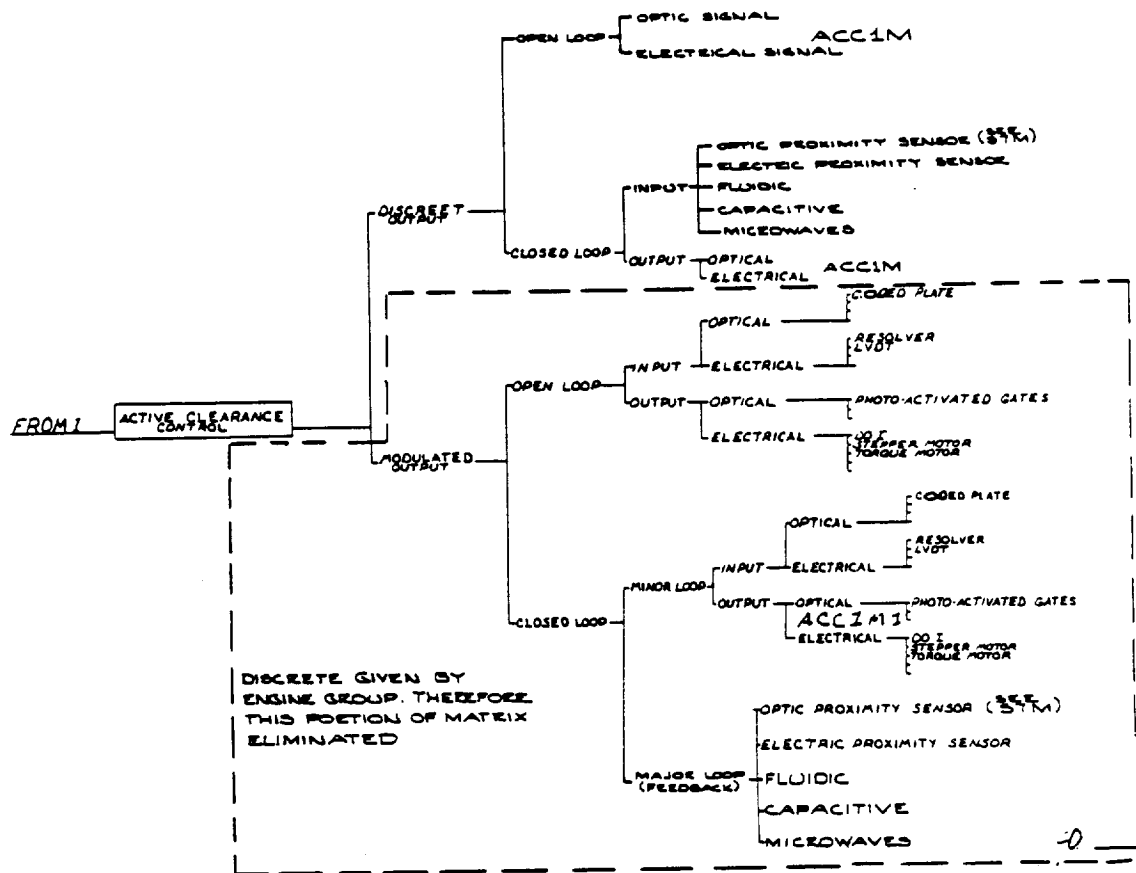 OPTIC SIGNAL
OPEN LOOP
ACC1M
ELECTRICAL SIGNAL
OPTIC PROXIMITY SENSOR (SEE STM)
ELECTRIC PROXIMITY SENSOR
INPUT
FLUIDIC
CAPACITIVE
MICROWAVES
DISCREET
OUTPUT
CLOSED LOOP
OUTPUT
OPTICAL
ELECTRICAL
ACC1M
CODED PLATE
OPTICAL
RESOLVER
LVDT
INPUT
ELECTRICAL
OPEN LOOP
OUTPUT
OPTICAL
PHOTO-ACTIVATED GATES
FROM 1
ACTIVE CLEARANCE
CONTROL
ELECTRICAL
STEPPER MOTOR
TORQUE MOTOR
MODULATED
OUTPUT
CODED PLATE
OPTICAL
RESOLVER
LVDT
INPUT
ELECTRICAL
MINOR LOOP
OUTPUT
OPTICAL
PHOTO-ACTIVATED GATES
CLOSED LOOP
ACC1M1
ELECTRICAL
STEPPER MOTOR
TORQUE MOTOR
DISCRETE GIVEN BY
ENGINE GROUP. THEREFORE
THIS PORTION OF MATRIX
ELIMINATED
OPTIC PROXIMITY SENSOR (SEE STM)
ELECTRIC PROXIMITY SENSOR
MAJOR LOOP
(FEEDBACK)
FLUIDIC
CAPACITIVE
MICROWAVES